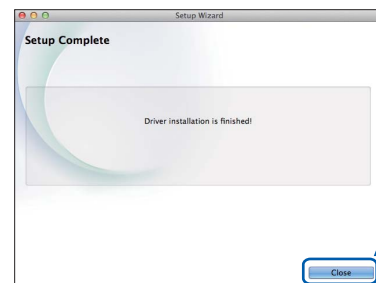 Setup Wizard
Setup Complete
Driver installation is finished!
Close